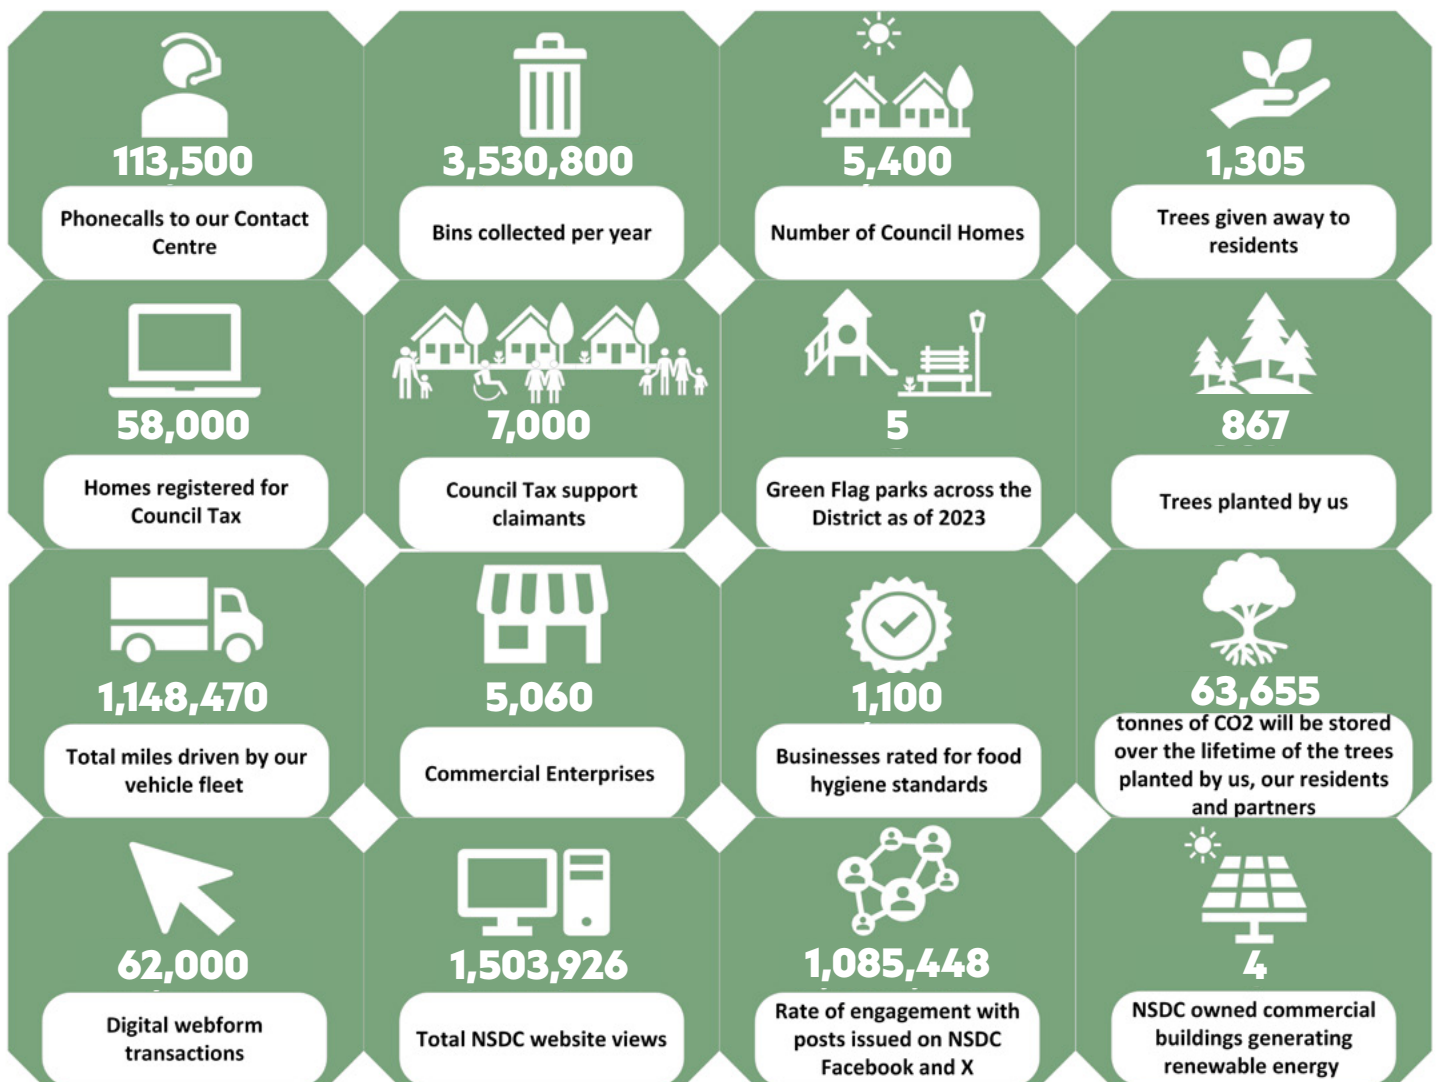 113,500
Phonecalls to our Contact
Centre
3,530,800
Bins collected per year
5,400
Number of Council Homes
1,305
Trees given away to
residents
58,000
Homes registered for
Council Tax
7,000
Council Tax support
claimants
5
Green Flag parks across the
District as of 2023
867
Trees planted by us
1,148,470
Total miles driven by our
vehicle fleet
5,060
Commercial Enterprises
1,100
Businesses rated for food
hygiene standards
63,655
tonnes of CO2 will be stored
over the lifetime of the trees
planted by us, our residents
and partners
62,000
Digital webform
transactions
1,503,926
Total NSDC website views
1,085,448
Rate of engagement with
posts issued on NSDC
Facebook and X
4
NSDC owned commercial
buildings generating
renewable energy